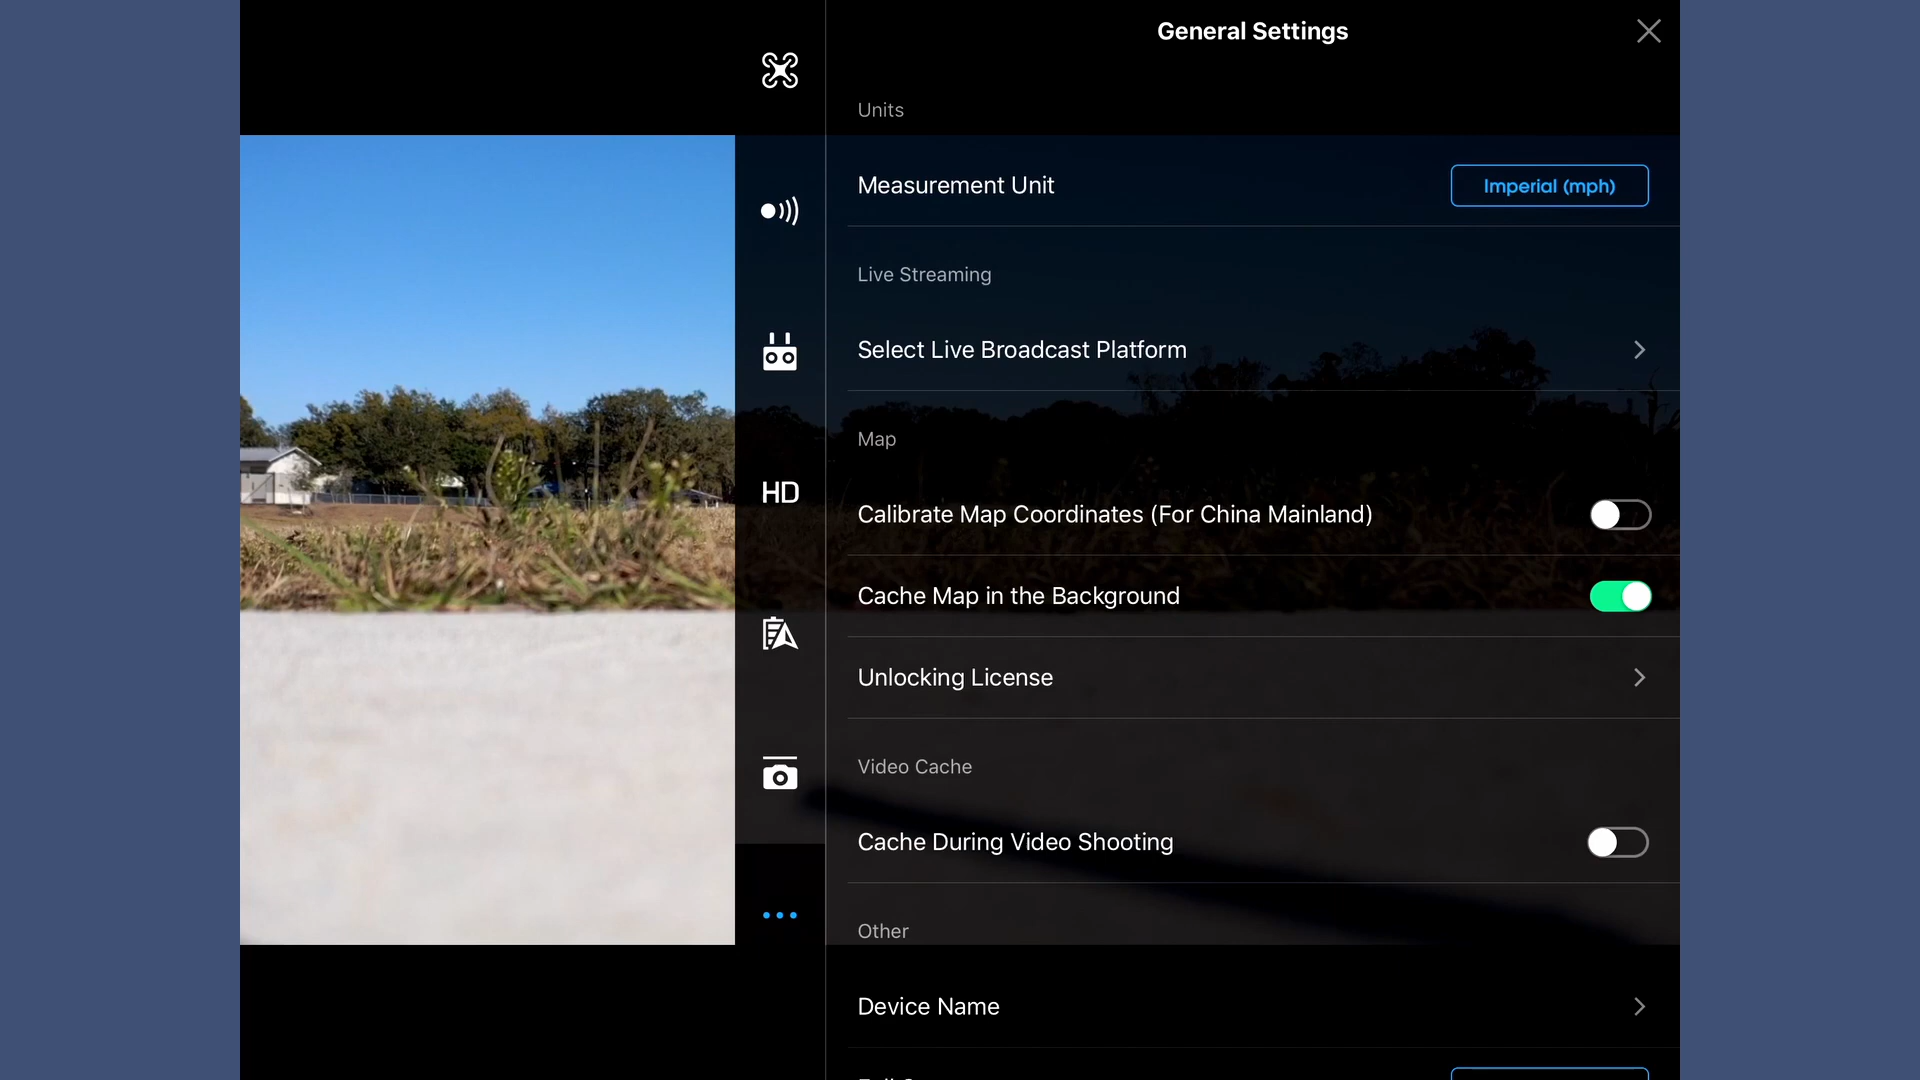 General Settings
Units
Measurement Unit
Imperial (mph)
Live Streaming
Select Live Broadcast Platform
Map
Calibrate Map Coordinates (For China Mainland)
HD
Cache Map in the Background
Unlocking License
Video Cache
Cache During Video Shooting
Other
Device Name